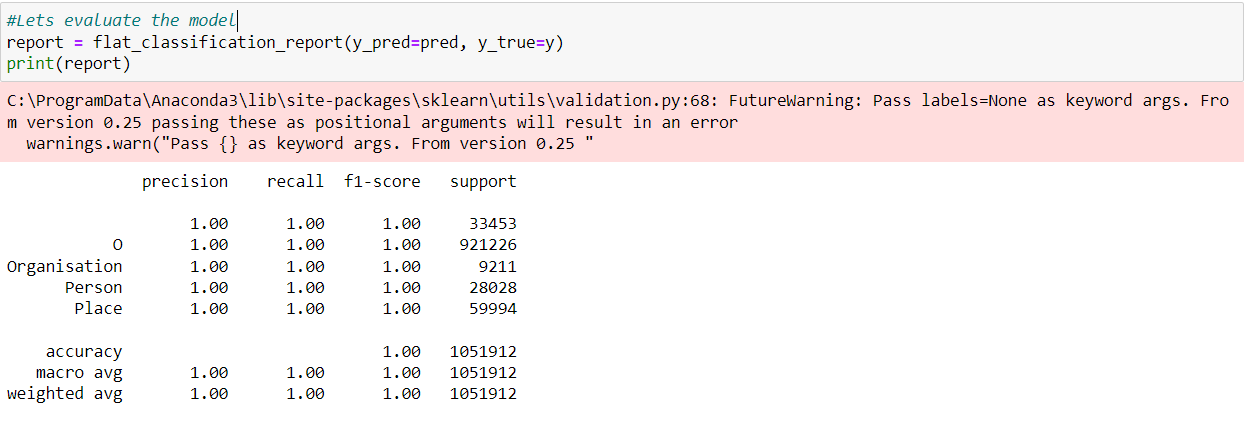 #Lets evaluate the model
report = flat_classification_report(y_pred=pred, y_true=y)
print(report)
C:\ProgramData\Anaconda3\lib\site-packages\sklearn\utils\validation.py:68: FutureWarning: Pass labels=None as keyword args. Fro
m version 0.25 passing these as positional arguments will result in an error
  warnings.warn("Pass {} as keyword args. From version 0.25 "
precision recall f1-score support
1.00 1.00 1.00 33453
O 1.00 1.00 1.00 921226
Organisation 1.00 1.00 1.00 9211
Person 1.00 1.00 1.00 28028
Place 1.00 1.00 1.00 59994
accuracy 1.00 1051912
macro avg 1.00 1.00 1.00 1051912
weighted avg 1.00 1.00 1.00 1051912